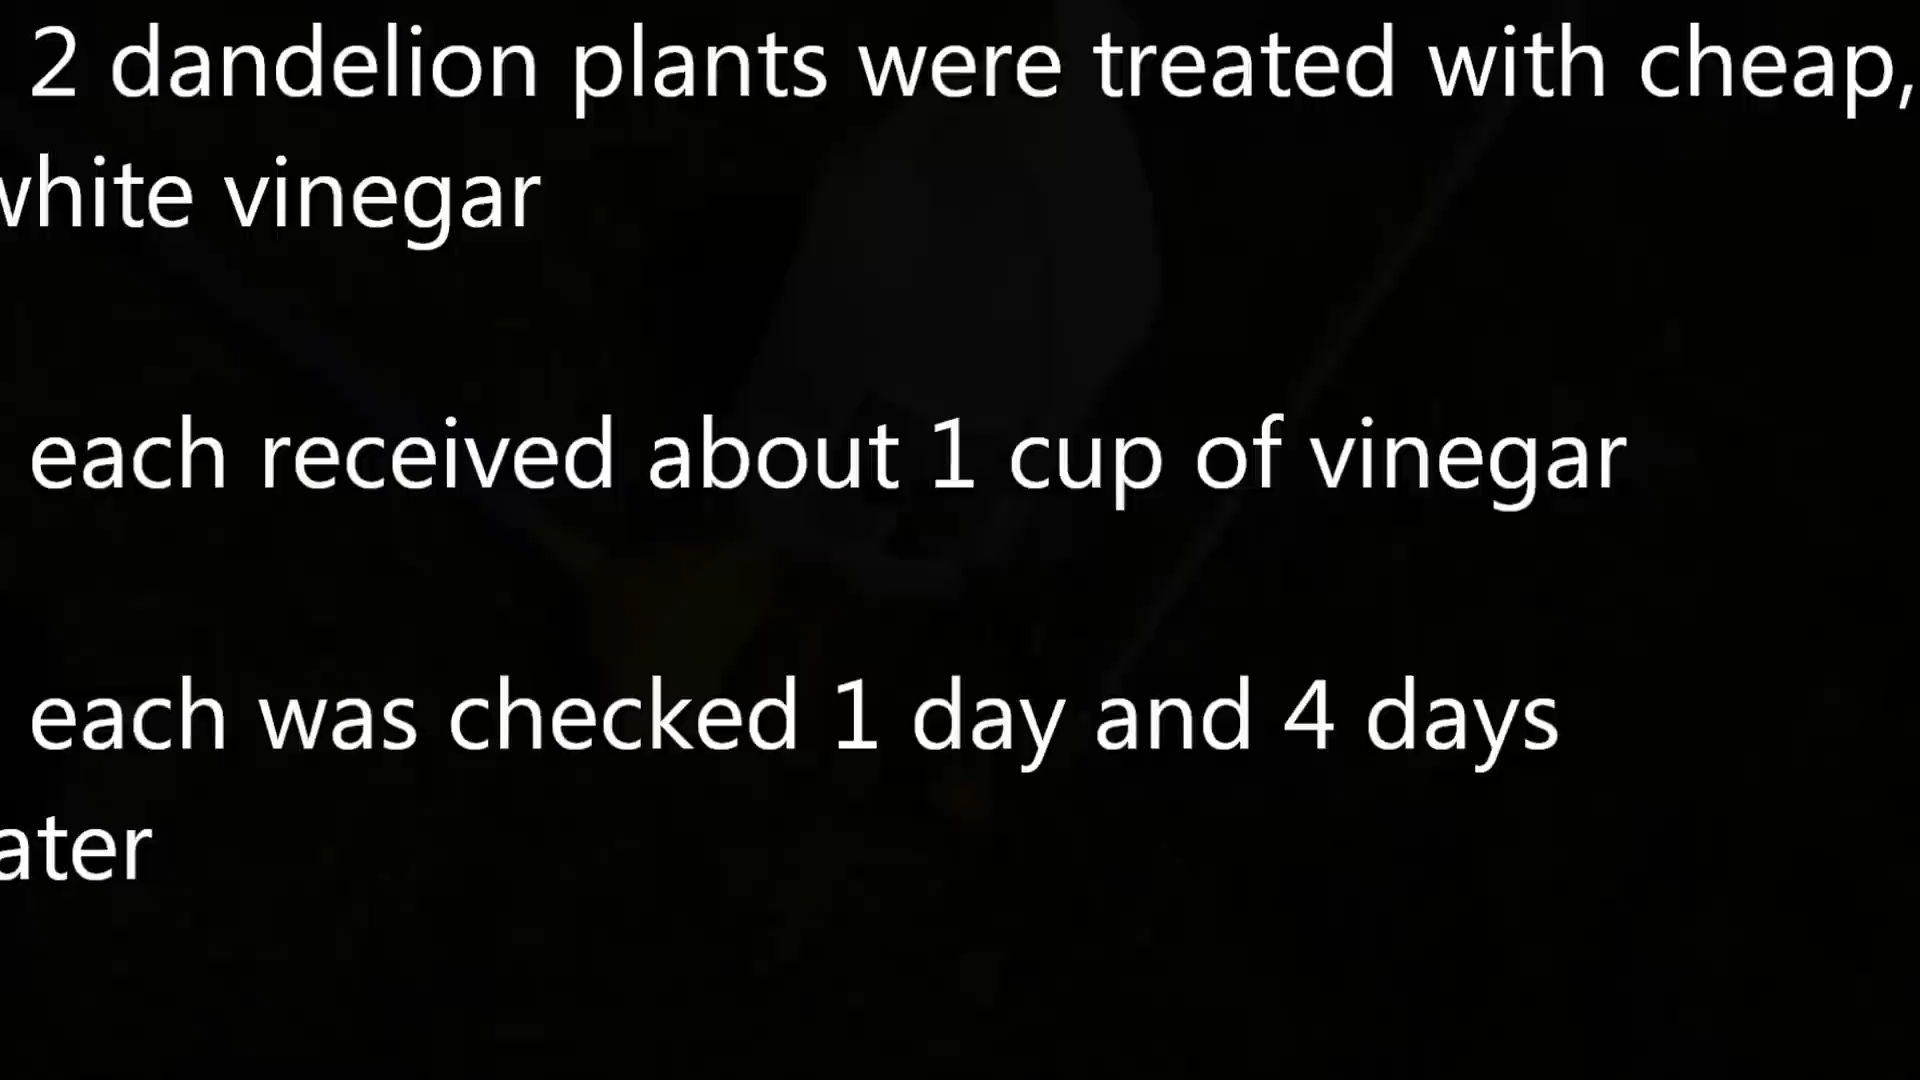 2 dandelion plants were treated with cheap,
white vinegar
each received about 1 cup of vinegar
each was checked 1 day and 4 days
ater